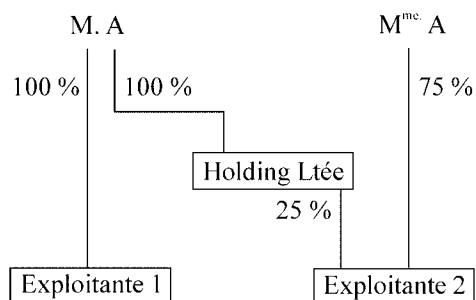 M. A
Mme. A
100 %
100 %
75 %
Holding Ltée
25 %
Exploitante 1
Exploitante 2